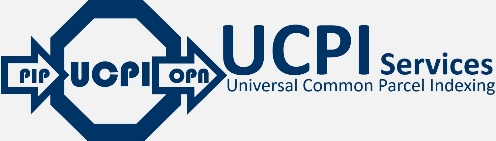 PIP UCPI OPN
UCPI Services
Universal Common Parcel Indexing